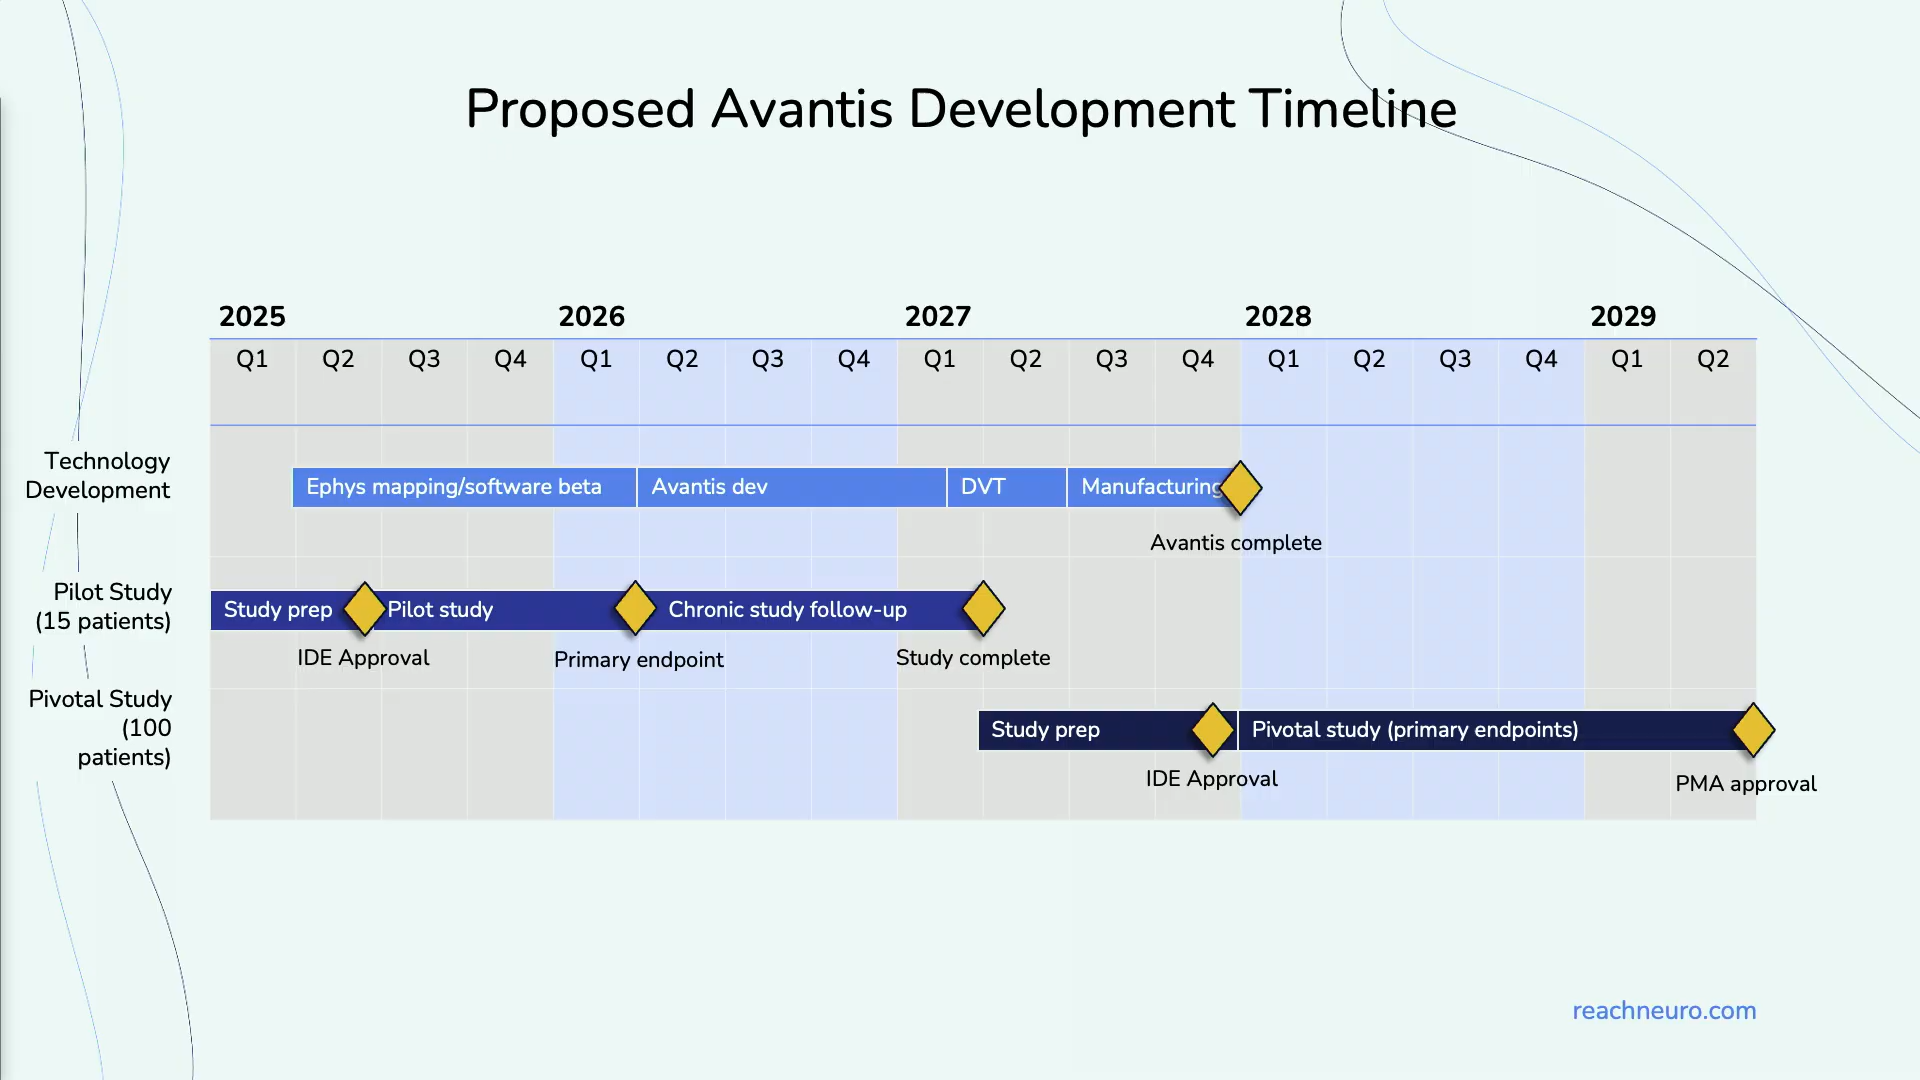 Proposed Avantis Development Timeline
2025 2026 2027 2028 2029
Q1 Q2 Q3 Q4 Q1 Q2 Q3 Q4 Q1 Q2 Q3 Q4 Q1 Q2 Q3 Q4 Q1 Q2
Technology
Development
Ephys mapping/software beta Avantis dev DVT Manufacturing
Avantis complete
Pilot Study
(15 patients)
Study prep Pilot study Chronic study follow-up
IDE Approval Primary endpoint Study complete
Pivotal Study
(100
patients)
Study prep Pivotal study (primary endpoints)
IDE Approval PMA approval
reachneuro.com